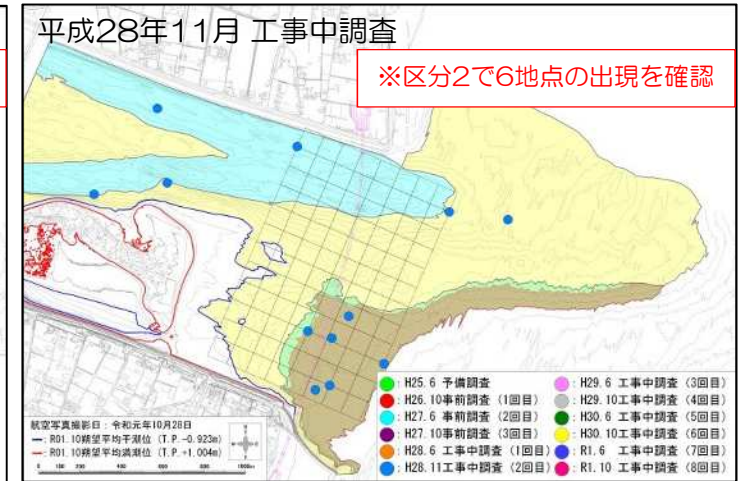 平成28年11月 工事中調査
※区分2で6地点の出現を確認
: H25.6 予備調査
: H26.10事前調査 (1回目)
: H27.6 事前調査 (2回目)
: H27.10事前調査 (3回目)
: H28.6 工事中調査 (1回目)
: H28.11工事中調査 (2回目)
: H29.6 工事中調査 (3回目)
: H29.10工事中調査 (4回目)
: H30.6 工事中調査 (5回目)
: H30.10工事中調査 (6回目)
: R1.6 工事中調査 (7回目)
: R1.10 工事中調査 (8回目)
航空写真撮影日：令和元年10月28日
: R01.10朔望平均干潮位 (T.P.-0.923m)
: R01.10朔望平均満潮位 (T.P.+1.004m)